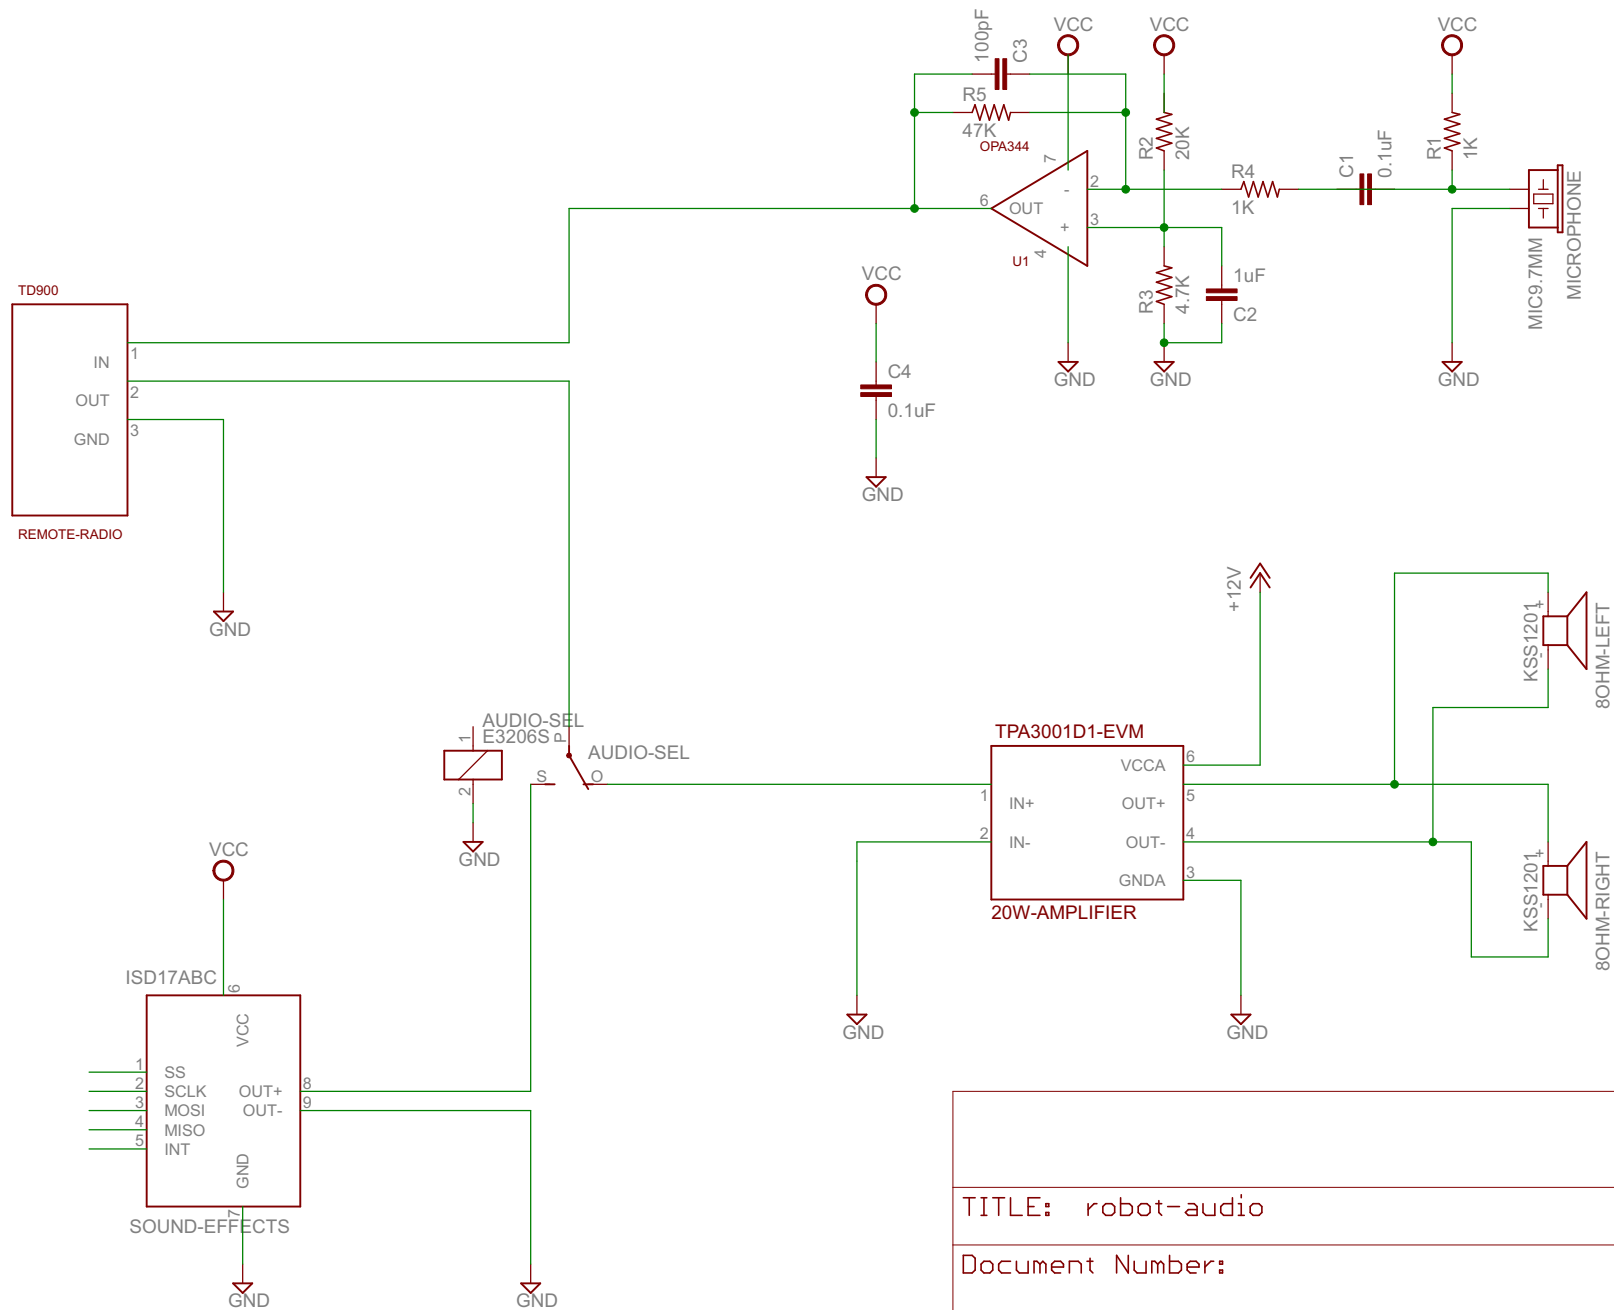 VCC
VCC
VCC
100pF
C3
R5
47K
OPA344
R2
20K
R4
1K
C1
0.1uF
R1
1K
7
-
2
6
OUT
+
3
4
U1
MIC9.7MM
MICROPHONE
VCC
R3
4.7K
1uF
C2
GND
GND
GND
C4
0.1uF
GND
TD900
IN
1
OUT
2
GND
3
REMOTE-RADIO
GND
+12V
KSS1201
+
-
8OHM-LEFT
AUDIO-SEL
E3206S
1
2
P
AUDIO-SEL
S
O
GND
TPA3001D1-EVM
VCCA
6
1
IN+
OUT+
5
2
IN-
OUT-
4
GNDA
3
20W-AMPLIFIER
KSS1201
+
-
8OHM-RIGHT
GND
GND
VCC
ISD17ABC
6
VCC
1
SS
2
SCLK
OUT+
8
3
MOSI
OUT-
9
4
MISO
5
INT
GND
7
SOUND-EFFECTS
GND
GND
TITLE: robot-audio
Document Number: